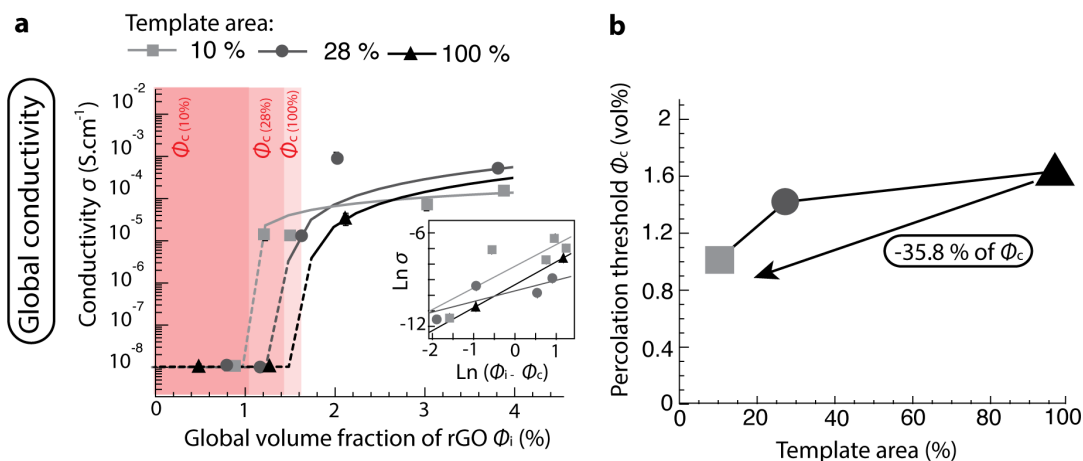 a
Template area:
10 %
28 %
100 %
Global conductivity
Conductivity σ (S.cm⁻¹)
10⁻²
10⁻³
10⁻⁴
10⁻⁵
10⁻⁶
10⁻⁷
10⁻⁸
Φc (10%)
Φc (28%)
Φc (100%)
0 1 2 3 4
Global volume fraction of rGO Φi (%)
Ln σ
-6
-12
-2 -1 0 1
Ln (Φi - Φc)
b
Percolation threshold Φc (vol%)
2
1.6
1.2
0.8
0.4
0
-35.8 % of Φc
0 20 40 60 80 100
Template area (%)